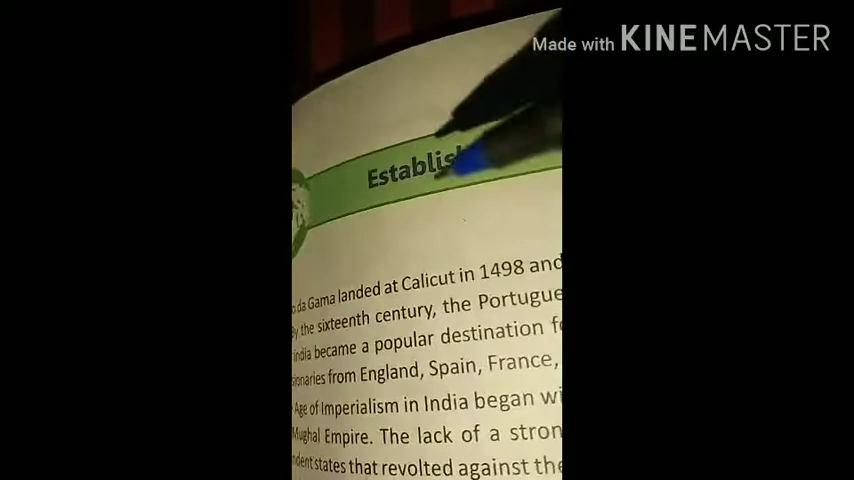 Made with KINEMASTER
Establis
da Gama landed at Calicut in 1498 and
the sixteenth century, the Portugue
india became a popular destination f
sionaries from England, Spain, France,
Age of Imperialism in India began wi
Mughal Empire. The lack of a stron
ndent states that revolted against the